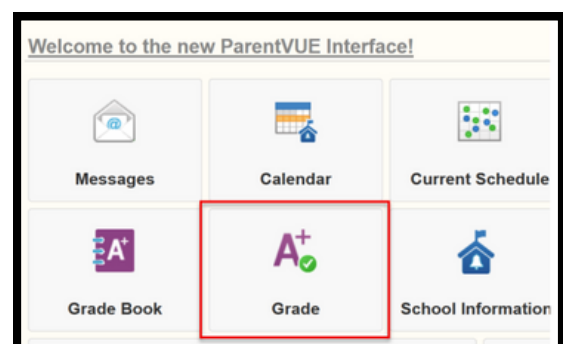 Welcome to the new ParentVUE Interface!
@
Messages
Calendar
Current Schedule
A+
A+
Grade Book
Grade
School Information